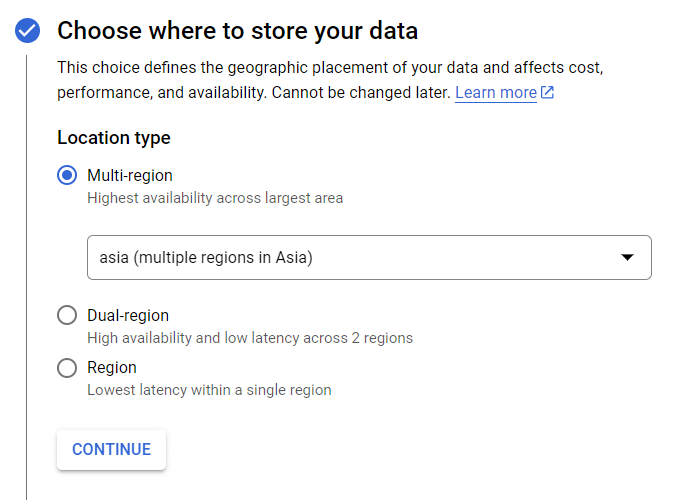 Choose where to store your data
This choice defines the geographic placement of your data and affects cost,
performance, and availability. Cannot be changed later. Learn more
Location type
Multi-region
Highest availability across largest area
asia (multiple regions in Asia)
Dual-region
High availability and low latency across 2 regions
Region
Lowest latency within a single region
CONTINUE